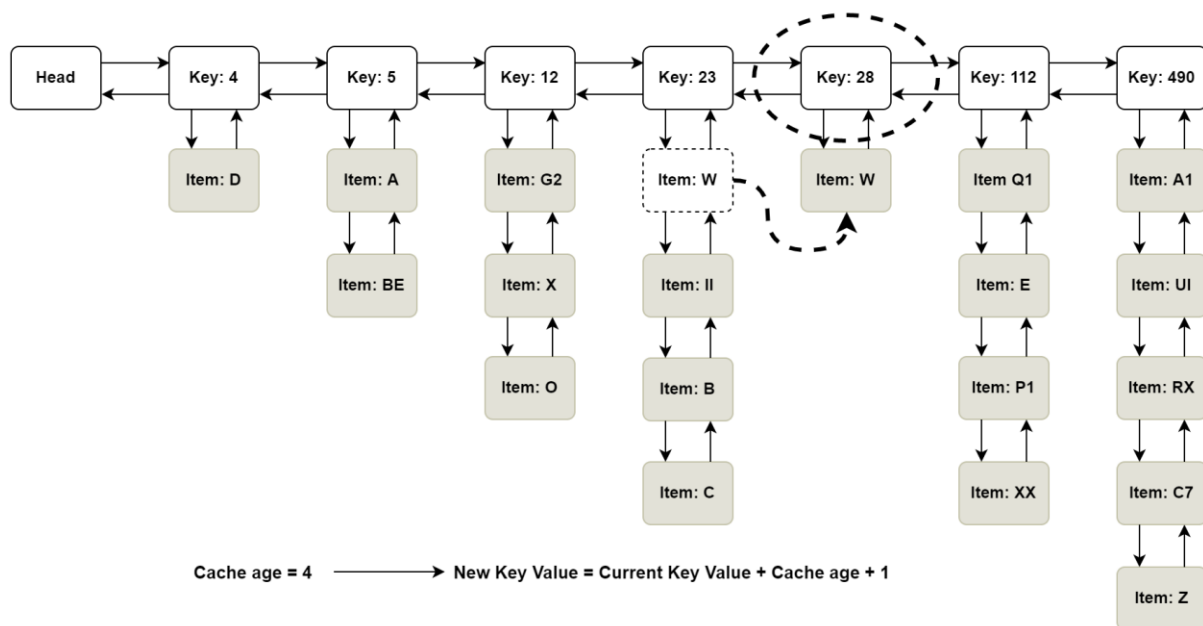 Head
Key: 4
Key: 5
Key: 12
Key: 23
Key: 28
Key: 112
Key: 490
Item: D
Item: A
Item: G2
Item: W
Item: W
Item Q1
Item: A1
Item: BE
Item: X
Item: II
Item: E
Item: UI
Item: O
Item: B
Item: P1
Item: RX
Item: C
Item: XX
Item: C7
Cache age = 4
New Key Value = Current Key Value + Cache age + 1
Item: Z